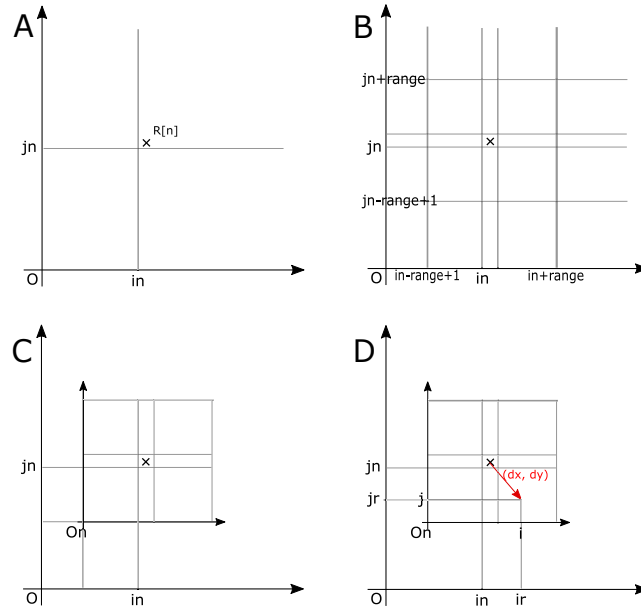 A
R[n]
jn
O
in
B
jn+range
jn
jn-range+1
O
in-range+1
in
in+range
C
jn
On
O
in
D
jn
(dx, dy)
jr
j
On
i
O
in
ir